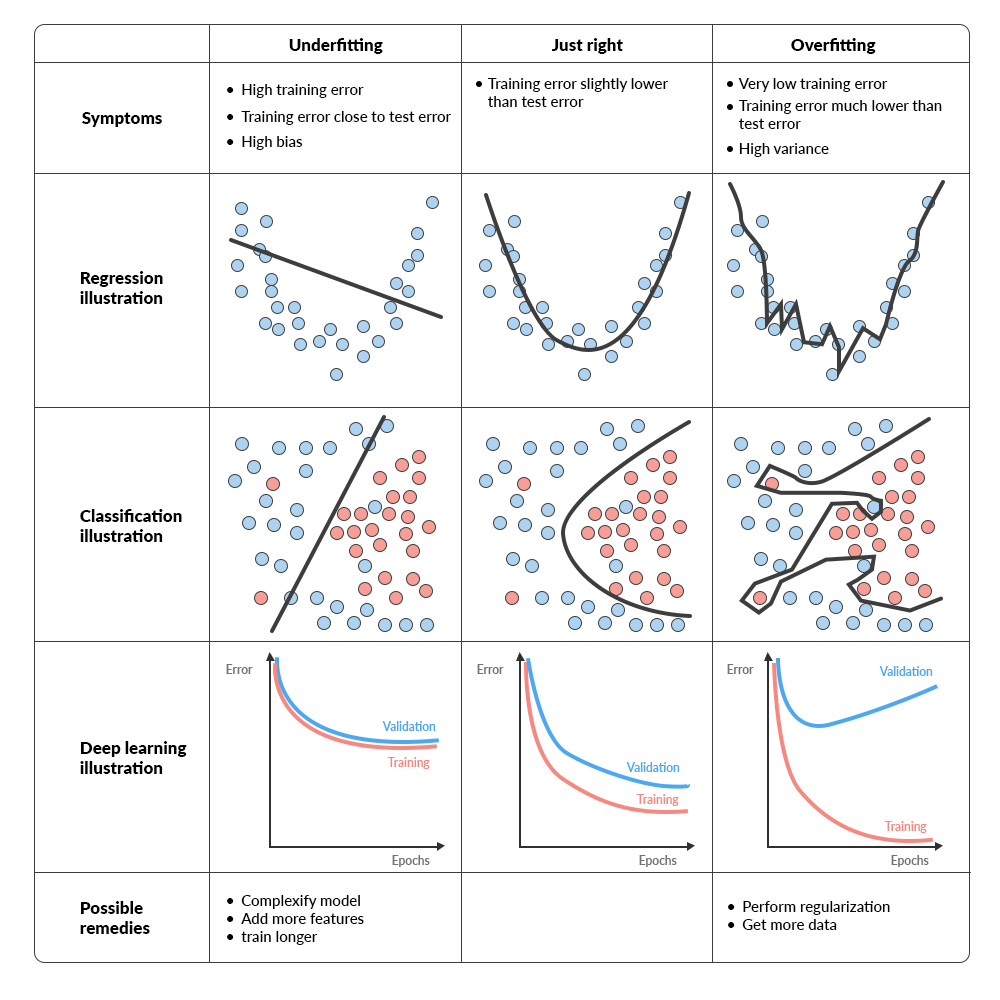 Underfitting
Just right
Overfitting
Symptoms
• High training error
• Training error close to test error
• High bias
• Training error slightly lower
than test error
• Very low training error
• Training error much lower than
test error
• High variance
Regression
illustration
Classification
illustration
Deep learning
illustration
Error
Validation
Training
Epochs
Error
Validation
Training
Epochs
Error
Validation
Training
Epochs
Possible
remedies
• Complexify model
• Add more features
• train longer
• Perform regularization
• Get more data